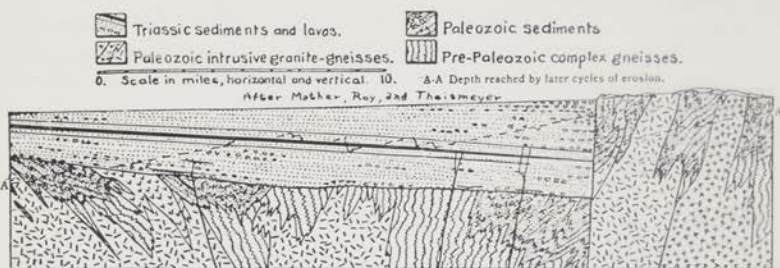 Triassic sediments and lavas. Paleozoic sediments
Paleozoic intrusive granite-gneisses. Pre-Paleozoic complex gneisses.
0. Scale in miles, horizontal and vertical. 10. A-A Depth reached by later cycles of erosion.
After Mather, Roy, and Theismeyer
A